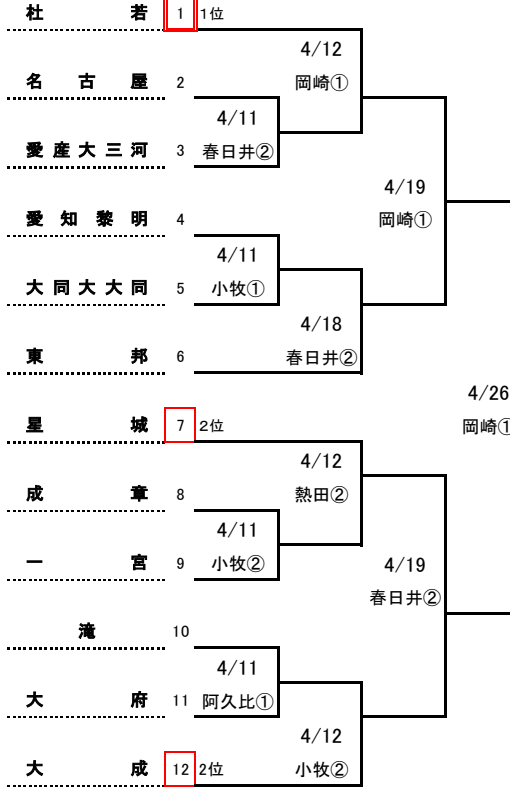 杜若 1 1位
4/12
名古屋 2 岡崎①
4/11
愛産大三河 3 春日井②
4/19
愛知黎明 4 岡崎①
4/11
大同大大同 5 小牧①
4/18
東邦 6 春日井②
4/26
星城 7 2位 岡崎①
4/12
成章 8 熱田②
4/11
一宮 9 小牧② 4/19
春日井②
滝 10
4/11
大府 11 阿久比①
4/12
大成 12 2位 小牧②